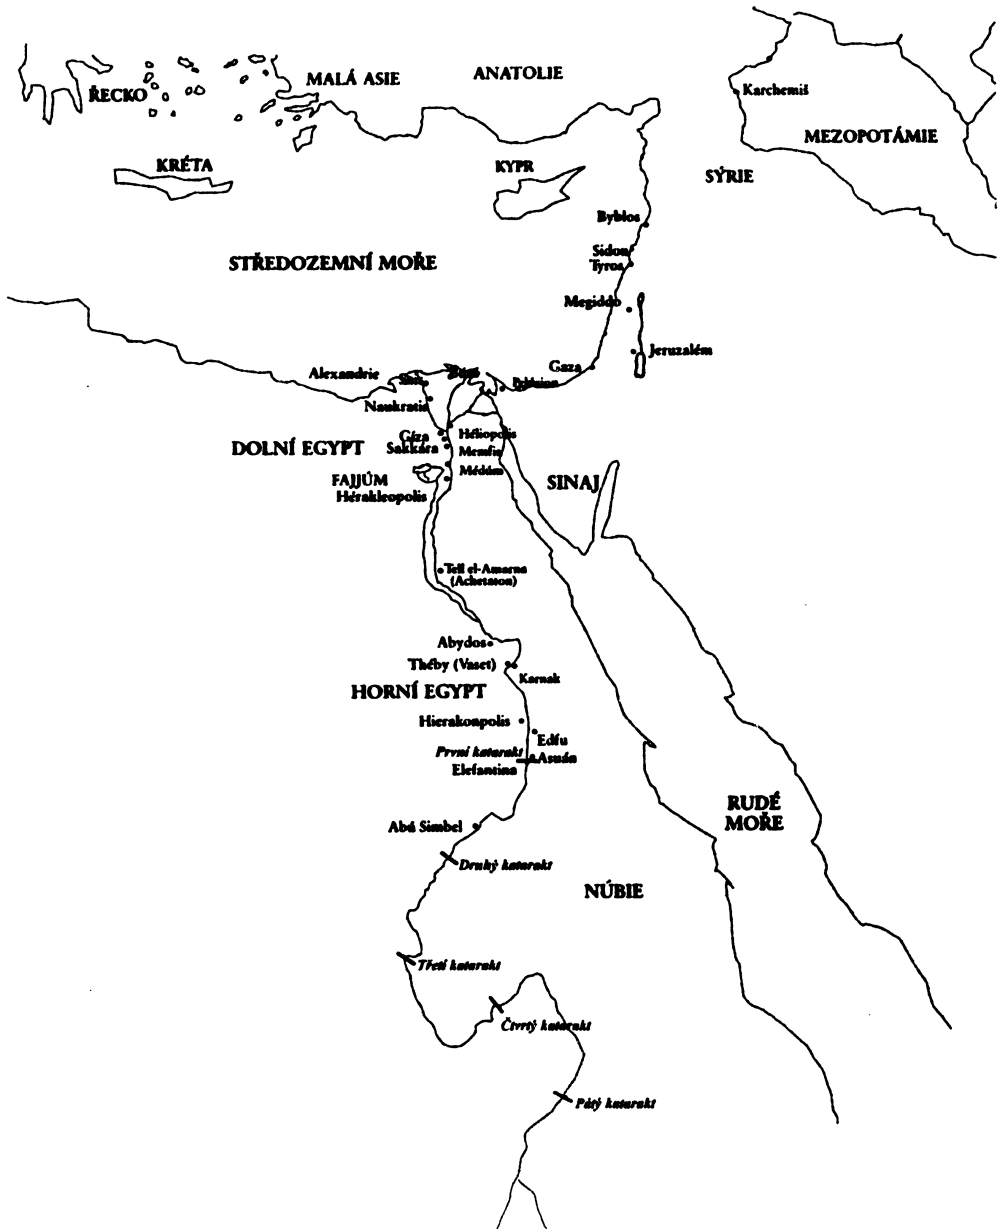 ŘECKO
MALÁ ASIE
ANATOLIE
Karchemiš
MEZOPOTÁMIE
KRÉTA
KYPR
SÝRIE
Byblos
STŘEDOZEMNÍ MOŘE
Sidon
Tyros
Megiddo
Jeruzalém
Gaza
Alexandrie
Naukratis
Gíza
Héliopolis
DOLNÍ EGYPT
Sakkára
Memfis
Médúm
FAJJÚM
SINAJ
Hérakleopolis
Tell el-Amarna
(Achetaton)
Abydos
Théby (Vaset)
Karnak
HORNÍ EGYPT
Hierakonpolis
Edfu
První katarakt
Asuán
Elefantina
RUDÉ
MOŘE
Abú Simbel
Druhý katarakt
NÚBIE
Třetí katarakt
Čtvrtý katarakt
Pátý katarakt